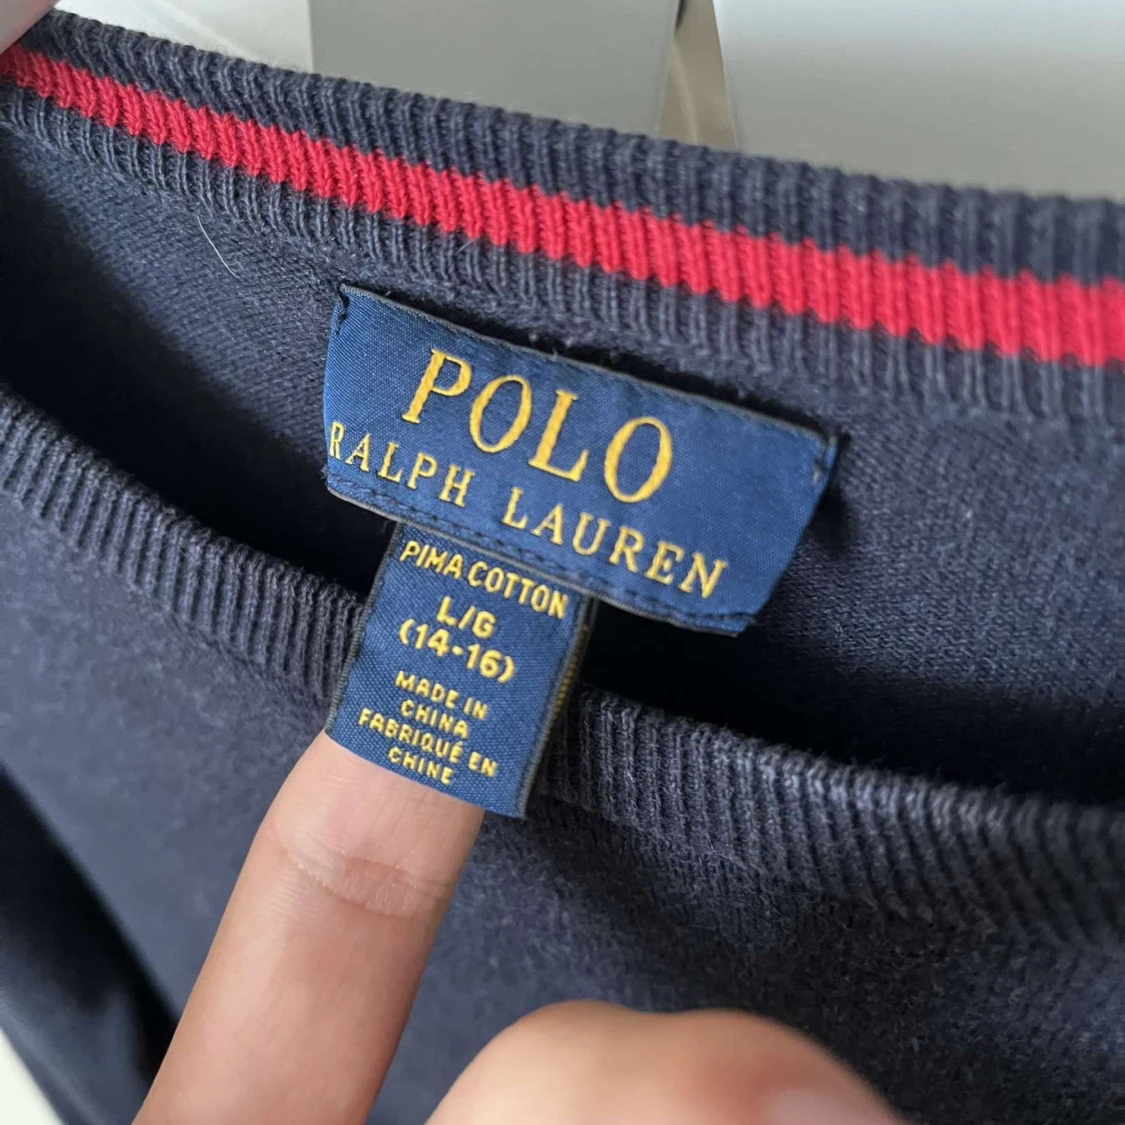 POLO
RALPH LAUREN
PIMA COTTON
L/G
(14-16)
MADE IN
CHINA
FABRIQUÉ EN
CHINE